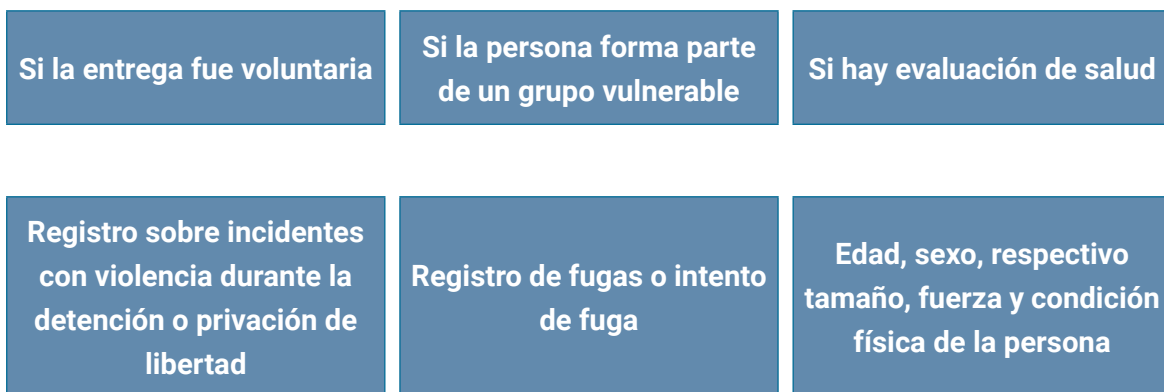 Si la entrega fue voluntaria
Si la persona forma parte
de un grupo vulnerable
Si hay evaluación de salud
Registro sobre incidentes
con violencia durante la
detención o privación de
libertad
Registro de fugas o intento
de fuga
Edad, sexo, respectivo
tamaño, fuerza y condición
física de la persona